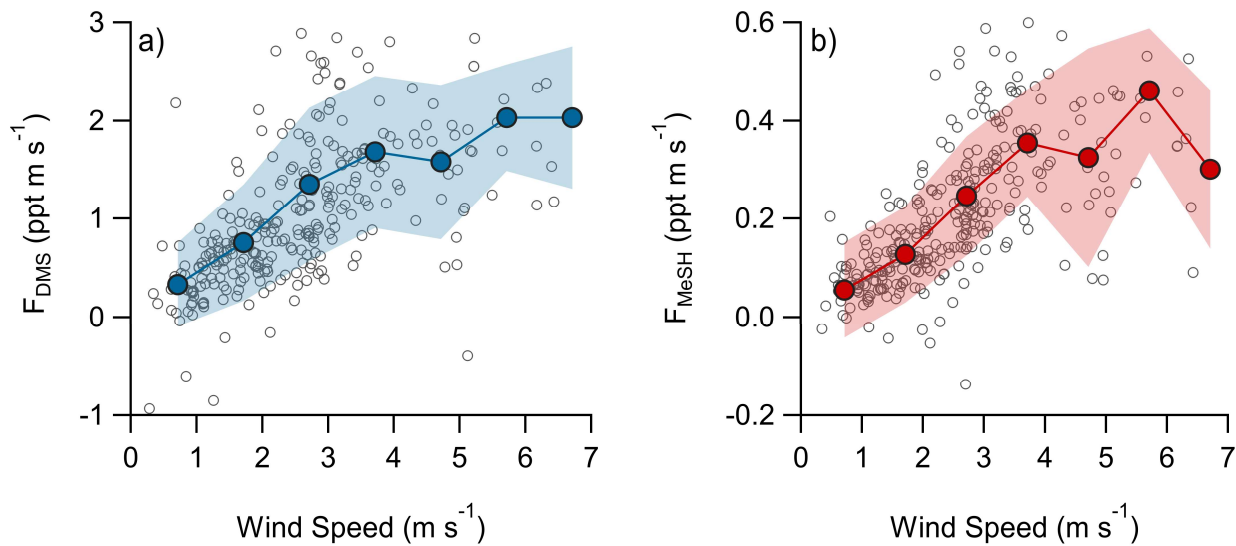 a)
3
2
1
0
-1
F_DMS (ppt m s⁻¹)
0 1 2 3 4 5 6 7
Wind Speed (m s⁻¹)
b)
0.6
0.4
0.2
0.0
-0.2
F_MeSH (ppt m s⁻¹)
0 1 2 3 4 5 6 7
Wind Speed (m s⁻¹)